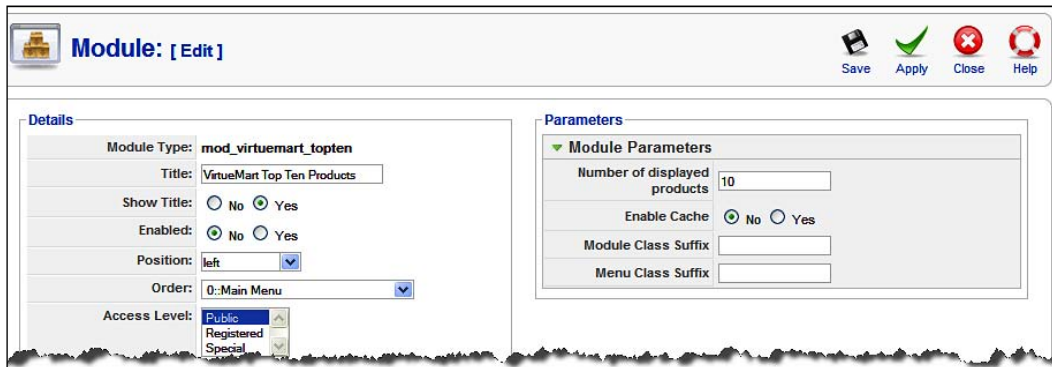 Module: [ Edit ]
Save Apply Close Help
Details
Module Type: mod_virtuemart_topten
Title: VirtueMart Top Ten Products
Show Title: No Yes
Enabled: No Yes
Position: left
Order: 0::Main Menu
Access Level: Public
Registered
Special
Parameters
Module Parameters
Number of displayed
products 10
Enable Cache No Yes
Module Class Suffix
Menu Class Suffix